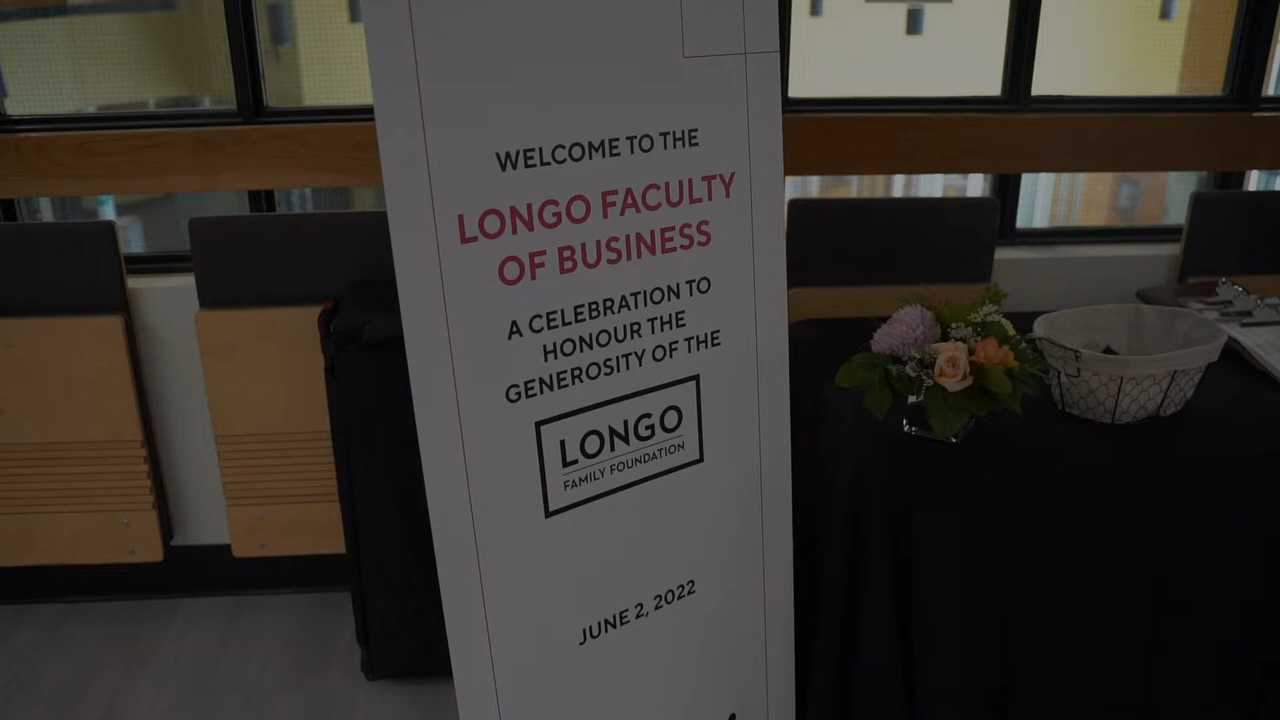 WELCOME TO THE
LONGO FACULTY
OF BUSINESS
A CELEBRATION TO
HONOUR THE
GENEROSITY OF THE
LONGO
FAMILY FOUNDATION
JUNE 2, 2022